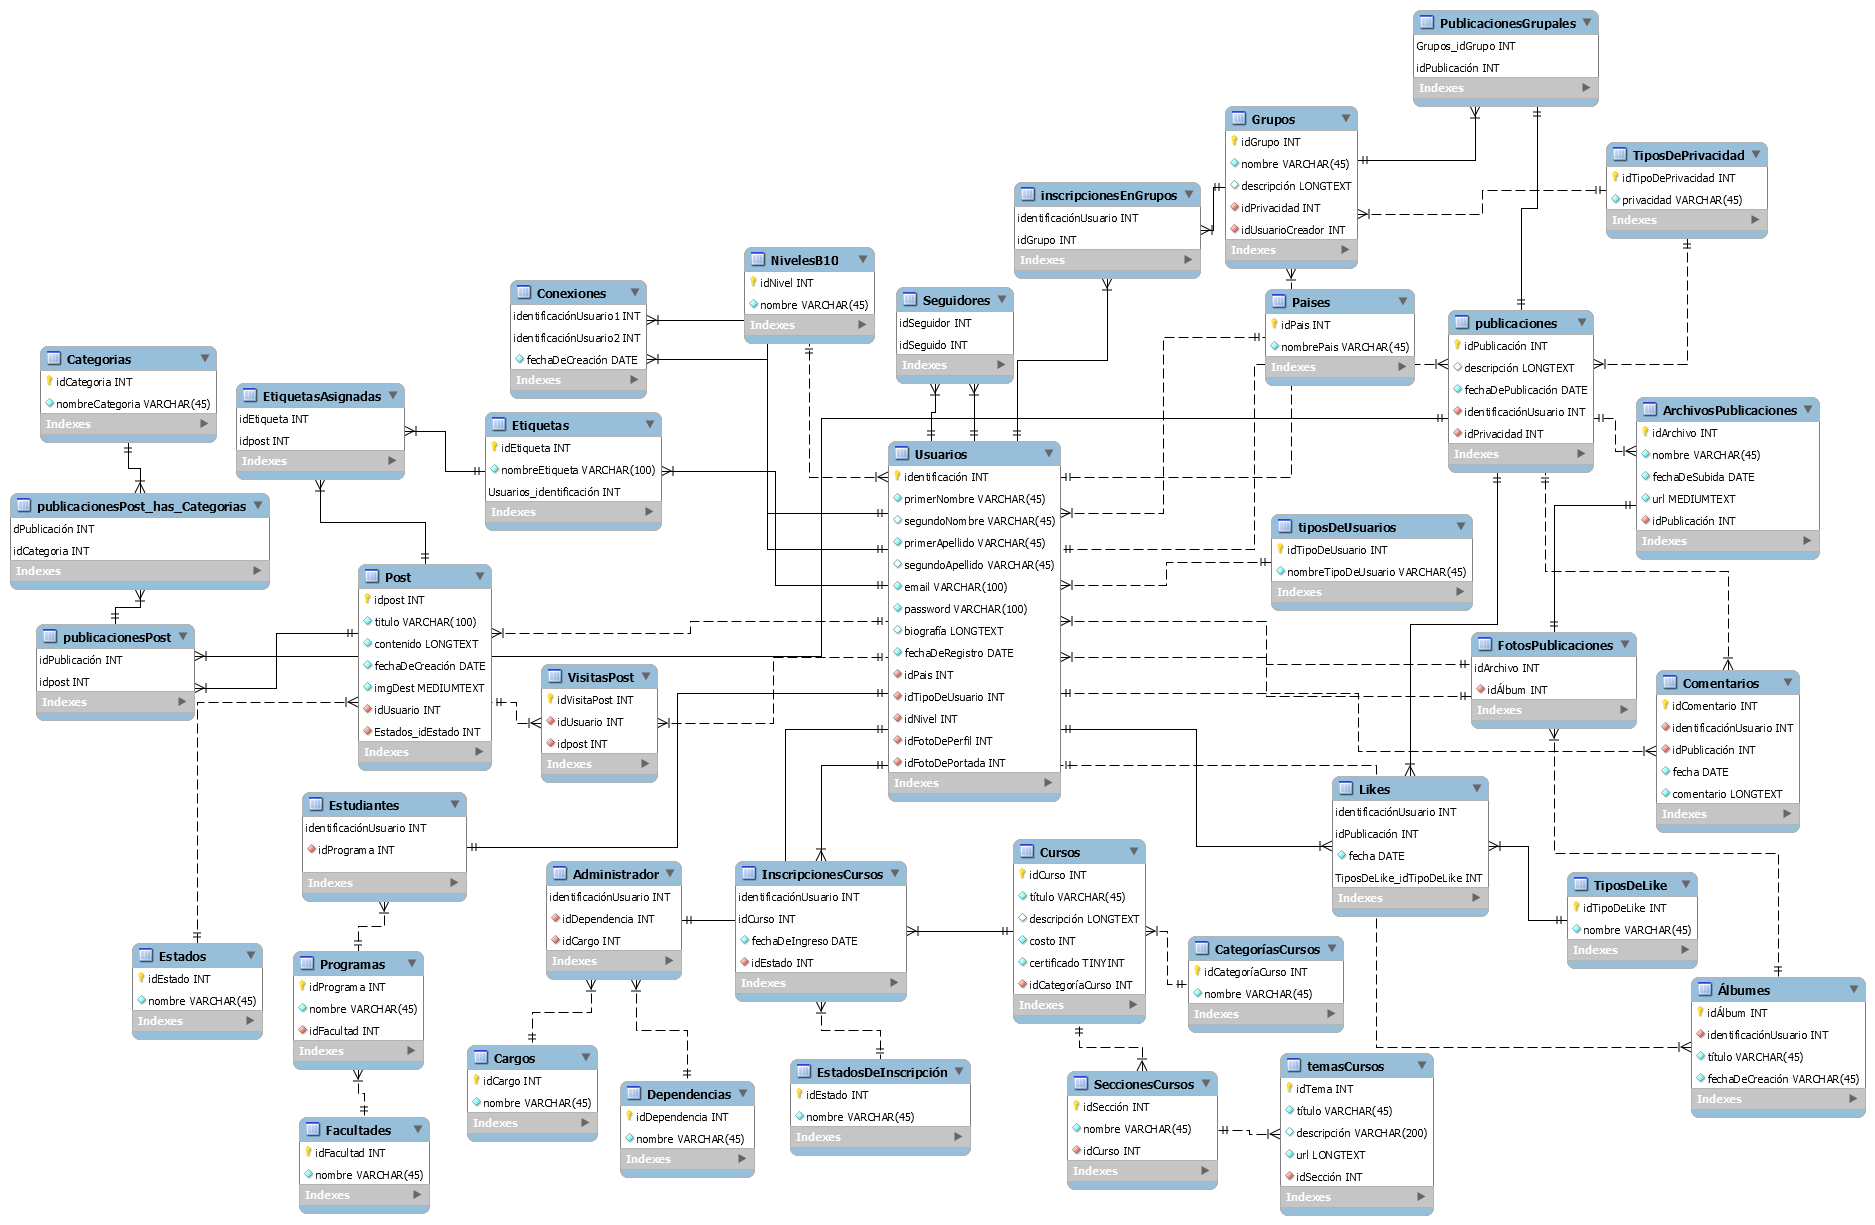 PublicacionesGrupales
Grupos_idGrupo INT
idPublicación INT
Indexes
Grupos
idGrupo INT
nombre VARCHAR(45)
descripción LONGTEXT
idPrivacidad INT
idUsuarioCreador INT
Indexes
TiposDePrivacidad
idTipoDePrivacidad INT
privacidad VARCHAR(45)
Indexes
inscripcionesEnGrupos
identificaciónUsuario INT
idGrupo INT
Indexes
NivelesB10
idNivel INT
nombre VARCHAR(45)
Indexes
Conexiones
identificaciónUsuario1 INT
identificaciónUsuario2 INT
fechaDeCreación DATE
Indexes
Seguidores
idSeguidor INT
idSeguido INT
Indexes
Paises
idPais INT
nombrePais VARCHAR(45)
Indexes
publicaciones
idPublicación INT
descripción LONGTEXT
fechaDePublicación DATE
identificaciónUsuario INT
idPrivacidad INT
Indexes
Categorias
idCategoria INT
nombreCategoria VARCHAR(45)
Indexes
EtiquetasAsignadas
idEtiqueta INT
idpost INT
Indexes
Etiquetas
idEtiqueta INT
nombreEtiqueta VARCHAR(100)
Usuarios_identificación INT
Indexes
ArchivosPublicaciones
idArchivo INT
nombre VARCHAR(45)
fechaDeSubida DATE
url MEDIUMTEXT
idPublicación INT
Indexes
Usuarios
identificación INT
primerNombre VARCHAR(45)
segundoNombre VARCHAR(45)
primerApellido VARCHAR(45)
segundoApellido VARCHAR(45)
email VARCHAR(100)
password VARCHAR(100)
biografía LONGTEXT
fechaDeRegistro DATE
idPais INT
idTipoDeUsuario INT
idNivel INT
idFotoDePerfil INT
idFotoDePortada INT
Indexes
publicacionesPost_has_Categorias
dPublicación INT
idCategoria INT
Indexes
tiposDeUsuarios
idTipoDeUsuario INT
nombreTipoDeUsuario VARCHAR(45)
Indexes
Post
idpost INT
titulo VARCHAR(100)
contenido LONGTEXT
fechaDeCreación DATE
imgDest MEDIUMTEXT
idUsuario INT
Estados_idEstado INT
Indexes
publicacionesPost
idPublicación INT
idpost INT
Indexes
VisitasPost
idVisitaPost INT
idUsuario INT
idpost INT
Indexes
FotosPublicaciones
idArchivo INT
idÁlbum INT
Indexes
Comentarios
idComentario INT
identificaciónUsuario INT
idPublicación INT
fecha DATE
comentario LONGTEXT
Indexes
Likes
identificaciónUsuario INT
idPublicación INT
fecha DATE
TiposDeLike_idTipoDeLike INT
Indexes
Estudiantes
identificaciónUsuario INT
idPrograma INT
Indexes
Administrador
identificaciónUsuario INT
idDependencia INT
idCargo INT
Indexes
InscripcionesCursos
identificaciónUsuario INT
idCurso INT
fechaDeIngreso DATE
idEstado INT
Indexes
Cursos
idCurso INT
título VARCHAR(45)
descripción LONGTEXT
costo INT
certificado TINYINT
idCategoríaCurso INT
Indexes
TiposDeLike
idTipoDeLike INT
nombre VARCHAR(45)
Indexes
CategoríasCursos
idCategoríaCurso INT
nombre VARCHAR(45)
Indexes
Estados
idEstado INT
nombre VARCHAR(45)
Indexes
Programas
idPrograma INT
nombre VARCHAR(45)
idFacultad INT
Indexes
Álbumes
idÁlbum INT
identificaciónUsuario INT
título VARCHAR(45)
fechaDeCreación VARCHAR(45)
Indexes
Cargos
idCargo INT
nombre VARCHAR(45)
Indexes
Dependencias
idDependencia INT
nombre VARCHAR(45)
Indexes
EstadosDeInscripción
idEstado INT
nombre VARCHAR(45)
Indexes
SeccionesCursos
idSección INT
nombre VARCHAR(45)
idCurso INT
Indexes
temasCursos
idTema INT
título VARCHAR(45)
descripción VARCHAR(200)
url LONGTEXT
idSección INT
Indexes
Facultades
idFacultad INT
nombre VARCHAR(45)
Indexes